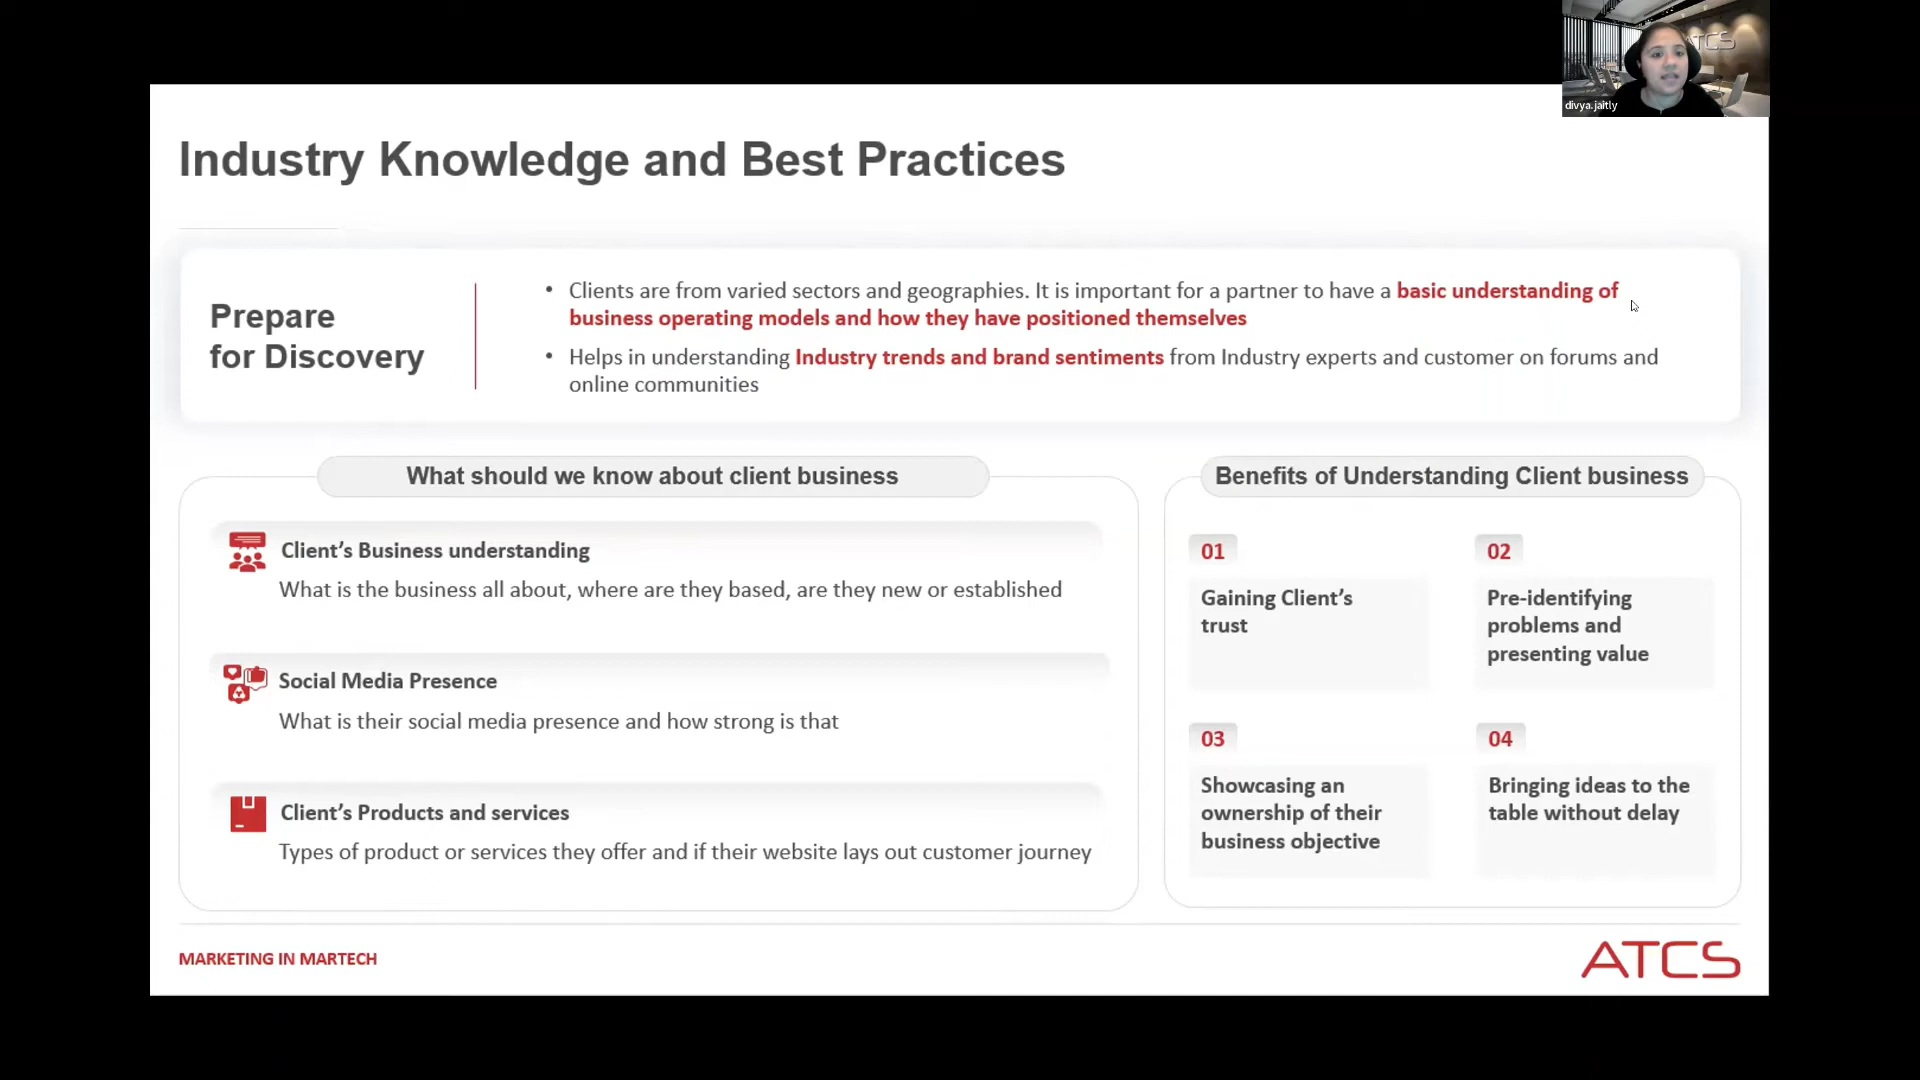 TCS
divya.jaitly
Industry Knowledge and Best Practices
Prepare
for Discovery
• Clients are from varied sectors and geographies. It is important for a partner to have a basic understanding of
business operating models and how they have positioned themselves
• Helps in understanding Industry trends and brand sentiments from Industry experts and customer on forums and
online communities
What should we know about client business
Client’s Business understanding
What is the business all about, where are they based, are they new or established
Social Media Presence
What is their social media presence and how strong is that
Client’s Products and services
Types of product or services they offer and if their website lays out customer journey
Benefits of Understanding Client business
01
Gaining Client’s
trust
02
Pre-identifying
problems and
presenting value
03
Showcasing an
ownership of their
business objective
04
Bringing ideas to the
table without delay
MARKETING IN MARTECH
ATCS